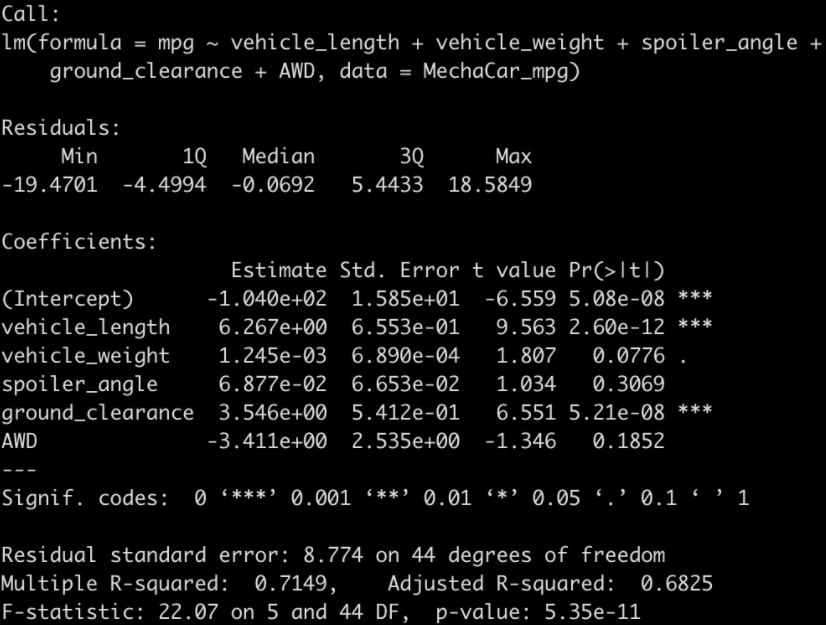 Call:
lm(formula = mpg ~ vehicle_length + vehicle_weight + spoiler_angle +
    ground_clearance + AWD, data = MechaCar_mpg)

Residuals:
     Min       1Q   Median       3Q      Max
-19.4701  -4.4994  -0.0692   5.4433  18.5849

Coefficients:
                   Estimate Std. Error t value Pr(>|t|)
(Intercept)      -1.040e+02  1.585e+01  -6.559 5.08e-08 ***
vehicle_length    6.267e+00  6.553e-01   9.563 2.60e-12 ***
vehicle_weight    1.245e-03  6.890e-04   1.807   0.0776 .
spoiler_angle     6.877e-02  6.653e-02   1.034   0.3069
ground_clearance  3.546e+00  5.412e-01   6.551 5.21e-08 ***
AWD              -3.411e+00  2.535e+00  -1.346   0.1852
---
Signif. codes:  0 ‘***’ 0.001 ‘**’ 0.01 ‘*’ 0.05 ‘.’ 0.1 ‘ ’ 1

Residual standard error: 8.774 on 44 degrees of freedom
Multiple R-squared:  0.7149,    Adjusted R-squared:  0.6825
F-statistic: 22.07 on 5 and 44 DF,  p-value: 5.35e-11